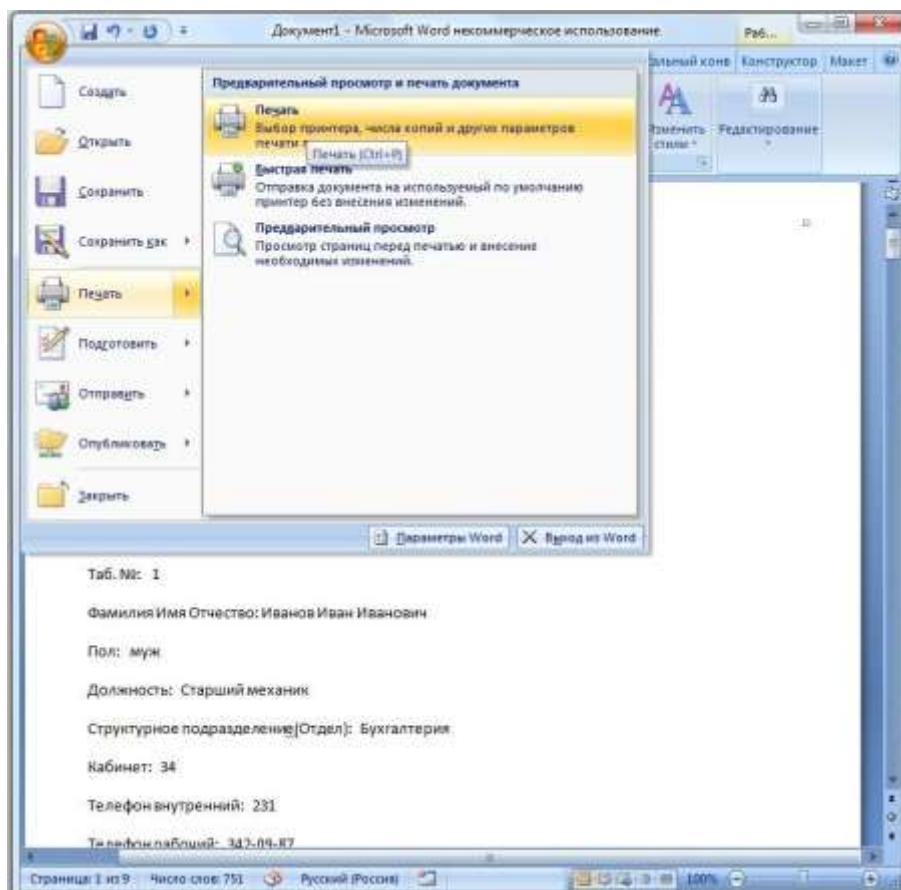 Документ1 - Microsoft Word некоммерческое использование
Раб...
Конструктор Макет
Создать
Открыть
Сохранить
Сохранить как
Печать
Подготовить
Отправить
Опубликовать
Закрыть
Предварительный просмотр и печать документа
Печать
Выбор принтера, числа копий и других параметров
печати
Печать (Ctrl+P)
Быстрая печать
Отправка документа на используемый по умолчанию
принтер без внесения изменений.
Предварительный просмотр
Просмотр страниц перед печатью и внесение
необходимых изменений.
Изменить стили
Редактирование
Параметры Word
Выход из Word
Таб. №: 1
Фамилия Имя Отчество: Иванов Иван Иванович
Пол: муж
Должность: Старший механик
Структурное подразделение(Отдел): Бухгалтерия
Кабинет: 34
Телефон внутренний: 231
Телефон рабочий: 342-09-87
Страница: 1 из 9 Число слов: 751 Русский (Россия) 100%